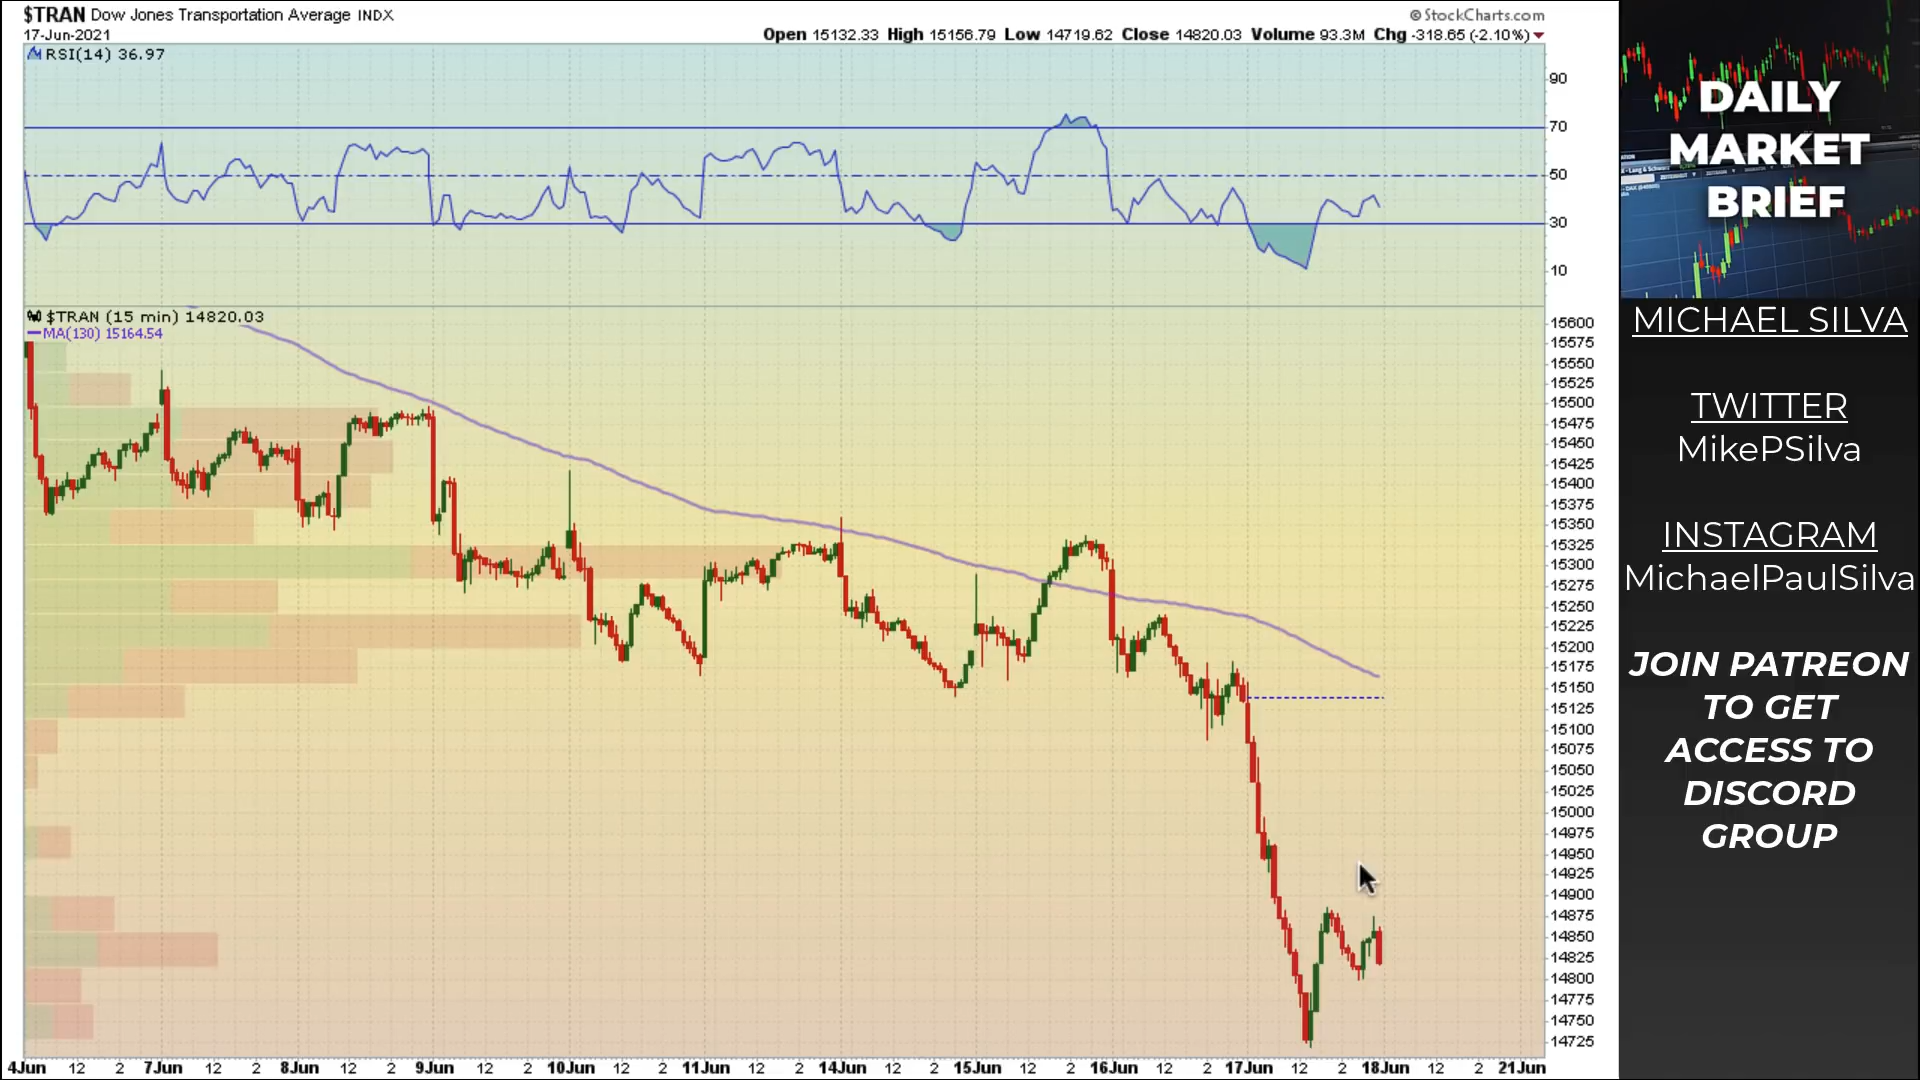 $TRAN Dow Jones Transportation Average INDX
© StockCharts.com
17-Jun-2021
Open 15132.33 High 15156.79 Low 14719.62 Close 14820.03 Volume 93.3M Chg -318.65 (-2.10%)
RSI(14) 36.97
90
70
50
30
10
$TRAN (15 min) 14820.03
MA(130) 15164.54
15600
15575
15550
15525
15500
15475
15450
15425
15400
15375
15350
15325
15300
15275
15250
15225
15200
15175
15150
15125
15100
15075
15050
15025
15000
14975
14950
14925
14900
14875
14850
14825
14800
14775
14750
14725
4Jun 12 2 7Jun 12 2 8Jun 12 2 9Jun 12 2 10Jun 12 2 11Jun 12 2 14Jun 12 2 15Jun 12 2 16Jun 12 2 17Jun 12 2 18Jun 12 2 21Jun
DAILY
MARKET
BRIEF
MICHAEL SILVA
TWITTER
MikePSilva
INSTAGRAM
MichaelPaulSilva
JOIN PATREON
TO GET
ACCESS TO
DISCORD
GROUP